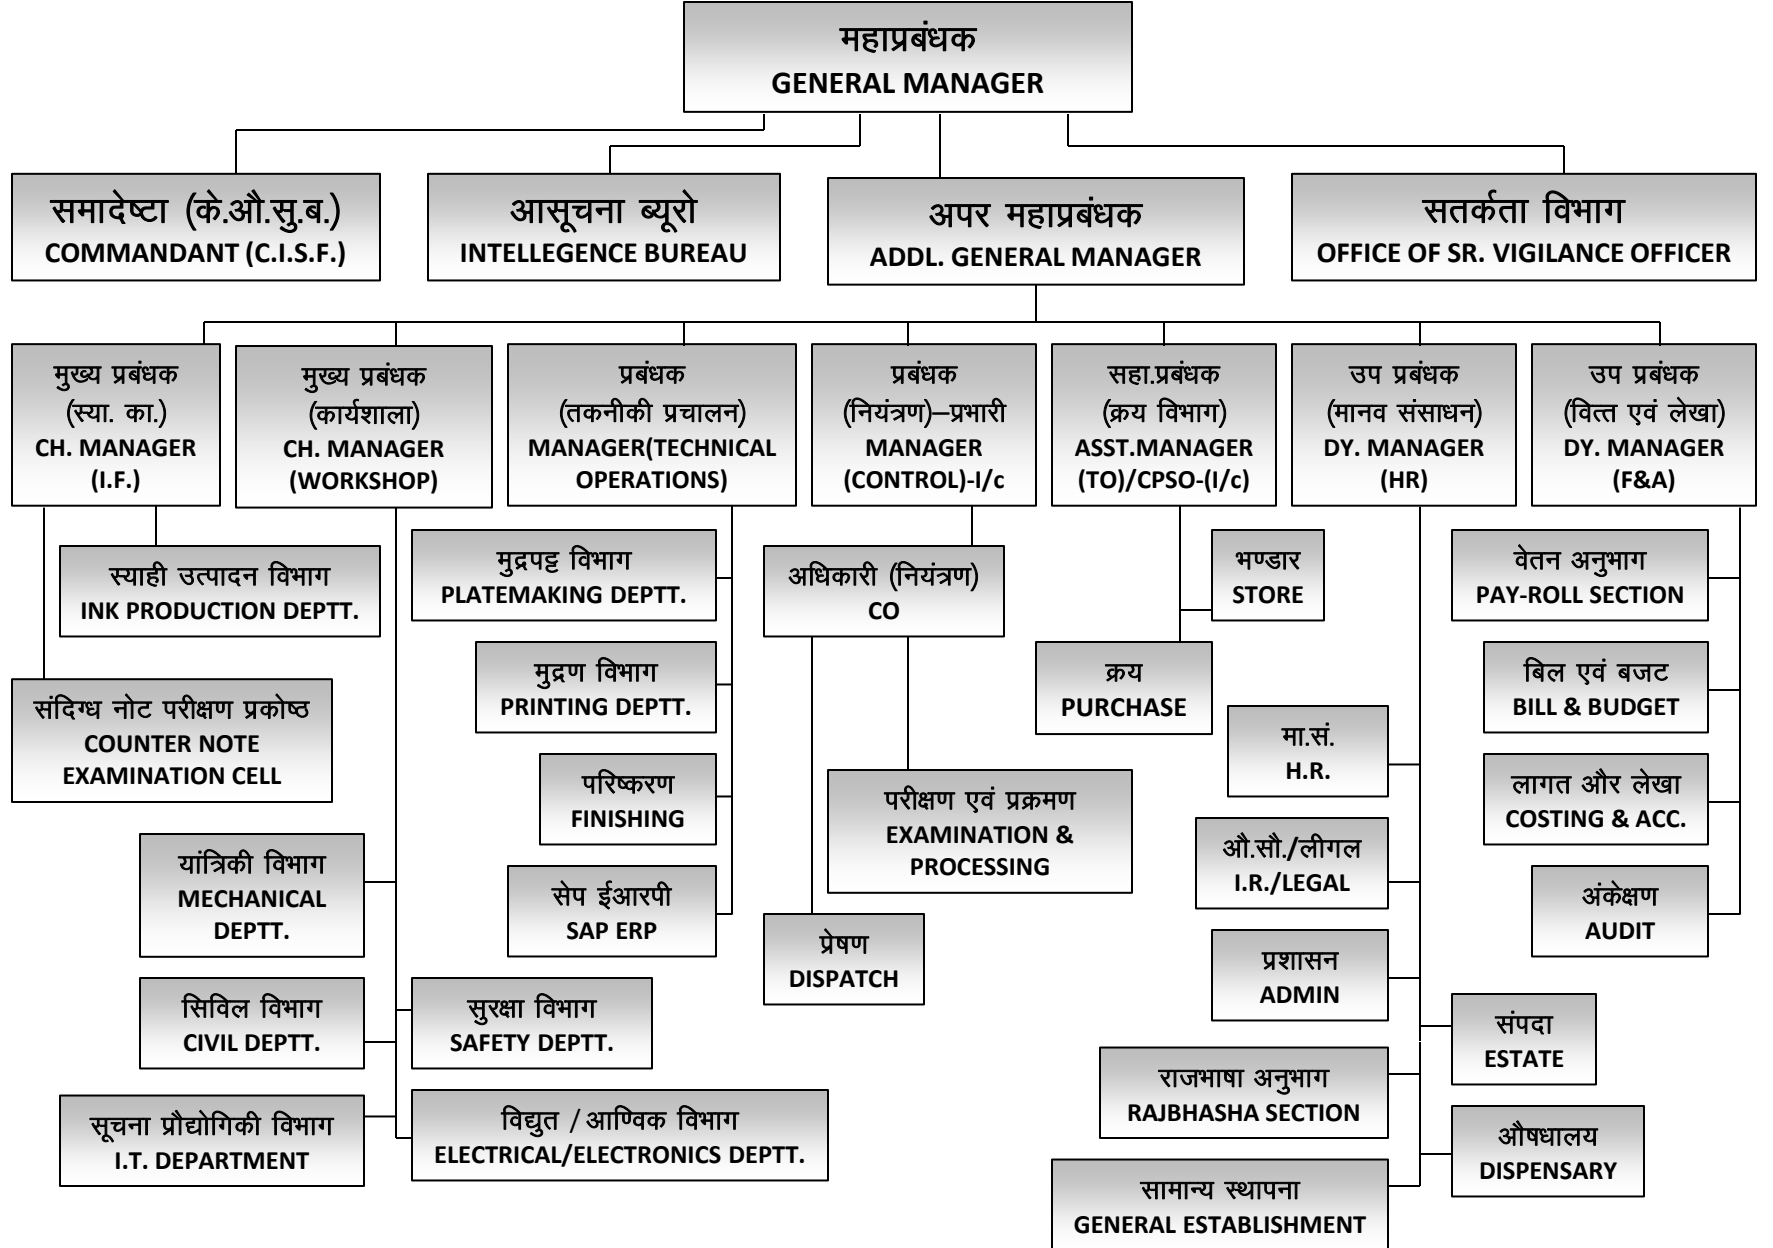 महाप्रबंधक
GENERAL MANAGER
समादेष्टा (के.औ.सु.ब.)
COMMANDANT (C.I.S.F.)
आसूचना ब्यूरो
INTELLEGENCE BUREAU
अपर महाप्रबंधक
ADDL. GENERAL MANAGER
सतर्कता विभाग
OFFICE OF SR. VIGILANCE OFFICER
मुख्य प्रबंधक
(स्या. का.)
CH. MANAGER
(I.F.)
मुख्य प्रबंधक
(कार्यशाला)
CH. MANAGER
(WORKSHOP)
प्रबंधक
(तकनीकी प्रचालन)
MANAGER(TECHNICAL
OPERATIONS)
प्रबंधक
(नियंत्रण)–प्रभारी
MANAGER
(CONTROL)-I/c
सहा.प्रबंधक
(क्रय विभाग)
ASST.MANAGER
(TO)/CPSO-(I/c)
उप प्रबंधक
(मानव संसाधन)
DY. MANAGER
(HR)
उप प्रबंधक
(वित्त एवं लेखा)
DY. MANAGER
(F&A)
स्याही उत्पादन विभाग
INK PRODUCTION DEPTT.
मुद्रपट्ट विभाग
PLATEMAKING DEPTT.
अधिकारी (नियंत्रण)
CO
भण्डार
STORE
वेतन अनुभाग
PAY-ROLL SECTION
संदिग्ध नोट परीक्षण प्रकोष्ठ
COUNTER NOTE
EXAMINATION CELL
मुद्रण विभाग
PRINTING DEPTT.
क्रय
PURCHASE
बिल एवं बजट
BILL & BUDGET
मा.सं.
H.R.
परिष्करण
FINISHING
परीक्षण एवं प्रक्रमण
EXAMINATION &
PROCESSING
लागत और लेखा
COSTING & ACC.
यांत्रिकी विभाग
MECHANICAL
DEPTT.
सेप ईआरपी
SAP ERP
औ.सौ./लीगल
I.R./LEGAL
अंकेक्षण
AUDIT
प्रेषण
DISPATCH
प्रशासन
ADMIN
सिविल विभाग
CIVIL DEPTT.
सुरक्षा विभाग
SAFETY DEPTT.
संपदा
ESTATE
राजभाषा अनुभाग
RAJBHASHA SECTION
सूचना प्रौद्योगिकी विभाग
I.T. DEPARTMENT
विद्युत / आण्विक विभाग
ELECTRICAL/ELECTRONICS DEPTT.
औषधालय
DISPENSARY
सामान्य स्थापना
GENERAL ESTABLISHMENT